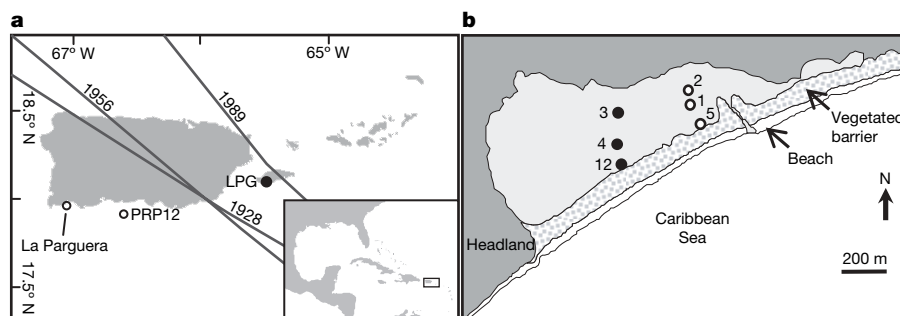 a
67° W
65° W
18.5° N
17.5° N
1956
1989
1928
LPG
PRP12
La Parguera
b
2
1
5
3
4
12
Vegetated
barrier
Beach
N
Caribbean
Sea
Headland
200 m